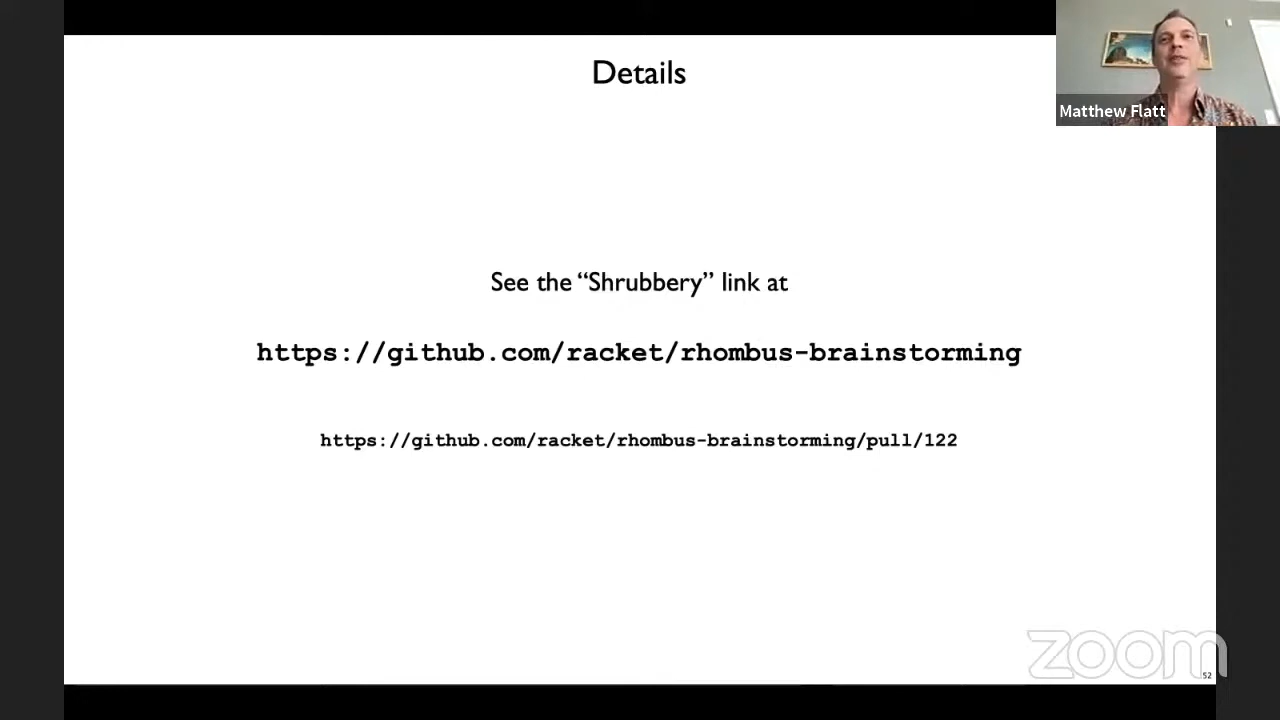 Details
Matthew Flatt
See the “Shrubbery” link at
https://github.com/racket/rhombus-brainstorming
https://github.com/racket/rhombus-brainstorming/pull/122
zoom
52